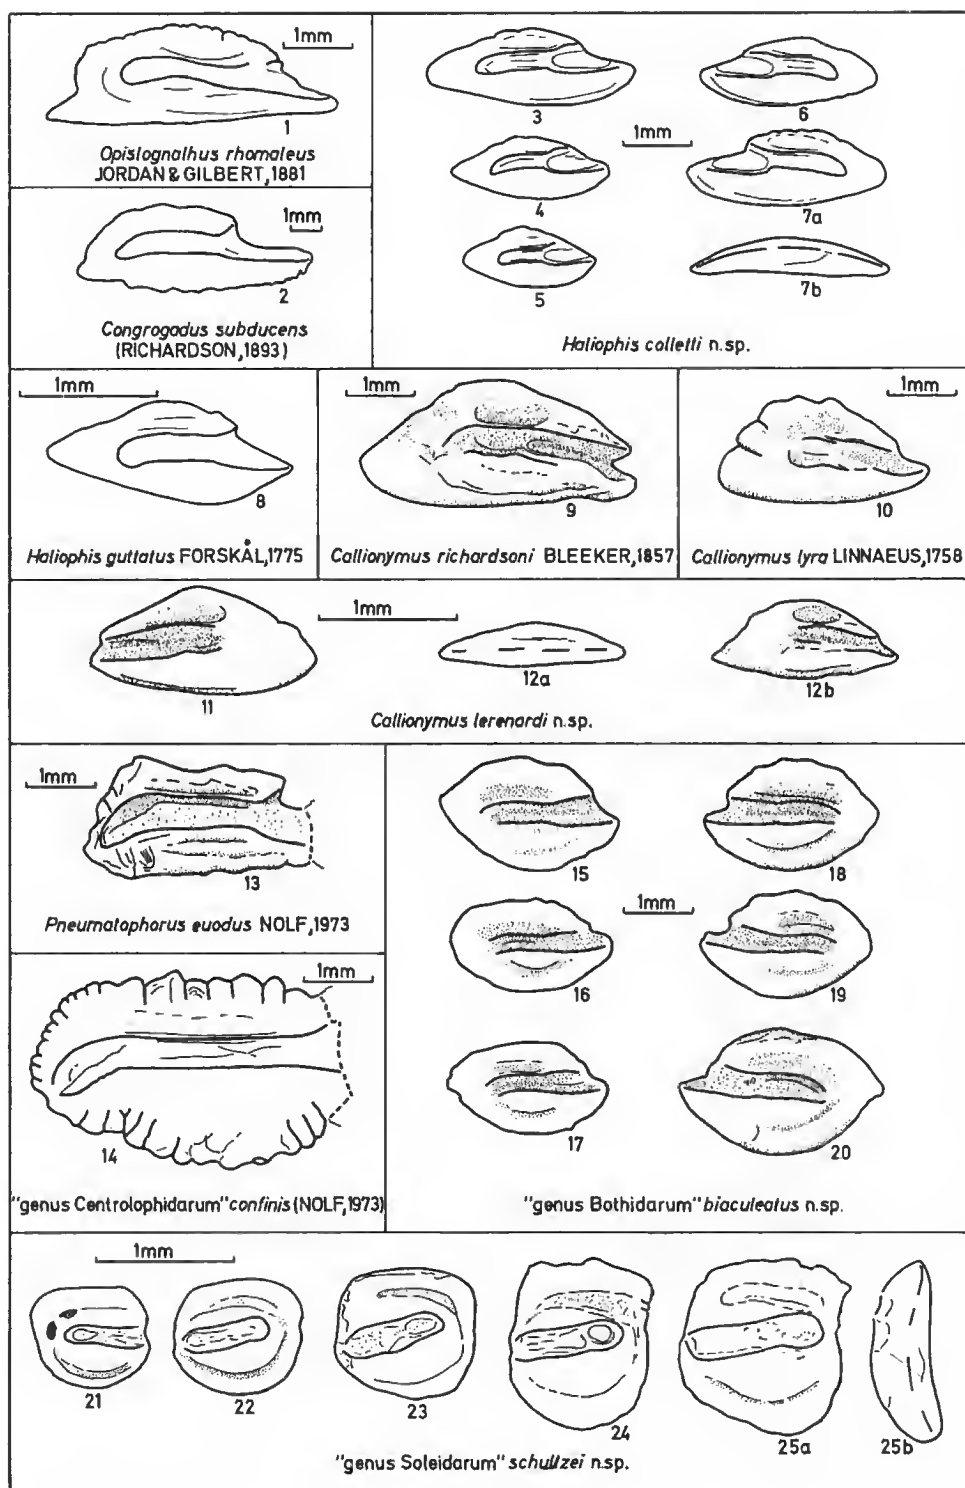 1mm
1
Opislognathus rhomaleus
JORDAN & GILBERT, 1881
1mm
2
Congrogadus subducens
(RICHARDSON, 1893)
3
6
1mm
4
7a
5
7b
Haliophis colletti n.sp.
1mm
8
Haliophis guttatus FORSKÅL, 1775
1mm
9
Callionymus richardsoni BLEEKER, 1857
1mm
10
Callionymus lyra LINNAEUS, 1758
1mm
11
12a
12b
Callionymus lerenardi n.sp.
1mm
13
Pneumatophorus euodus NOLF, 1973
1mm
14
"genus Centrolophidarum" confinis (NOLF, 1973)
15
18
1mm
16
19
17
20
"genus Bothidarum" biaculeatus n.sp.
1mm
21
22
23
24
25a
25b
"genus Soleidarum" schultzei n.sp.